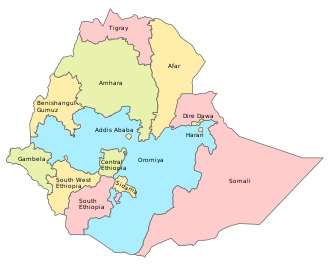 Tigray
Afar
Amhara
Benishangul
Gumuz
Dire Dawa
Addis Ababa
Harari
Gambela
Central
Ethiopia
Oromiya
South West
Ethiopia
Sidama
Somali
South
Ethiopia